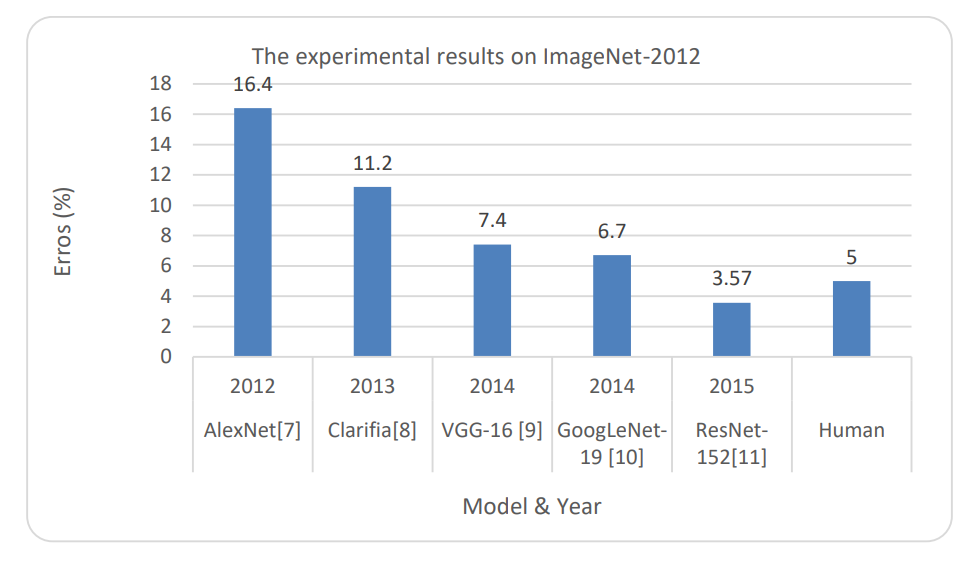 The experimental results on ImageNet-2012
18
16
14
12
10
8
6
4
2
0
Erros (%)
16.4
11.2
7.4
6.7
3.57
5
2012 2013 2014 2014 2015
AlexNet[7] Clarifia[8] VGG-16 [9] GoogLeNet- ResNet- Human
19 [10] 152[11]
Model & Year